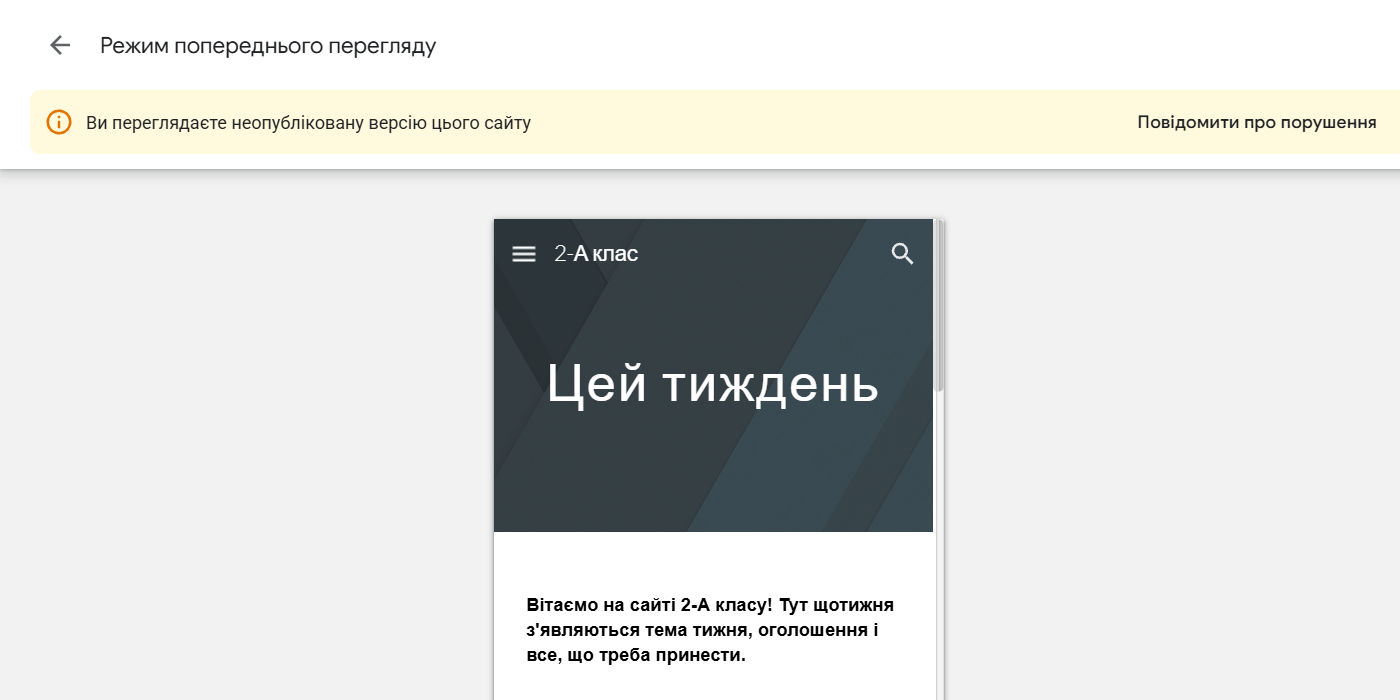 Режим попереднього перегляду
Ви переглядаєте неопубліковану версію цього сайту
Повідомити про порушення
2-А клас
Цей тиждень
Вітаємо на сайті 2-А класу! Тут щотижня
з'являються тема тижня, оголошення і
все, що треба принести.